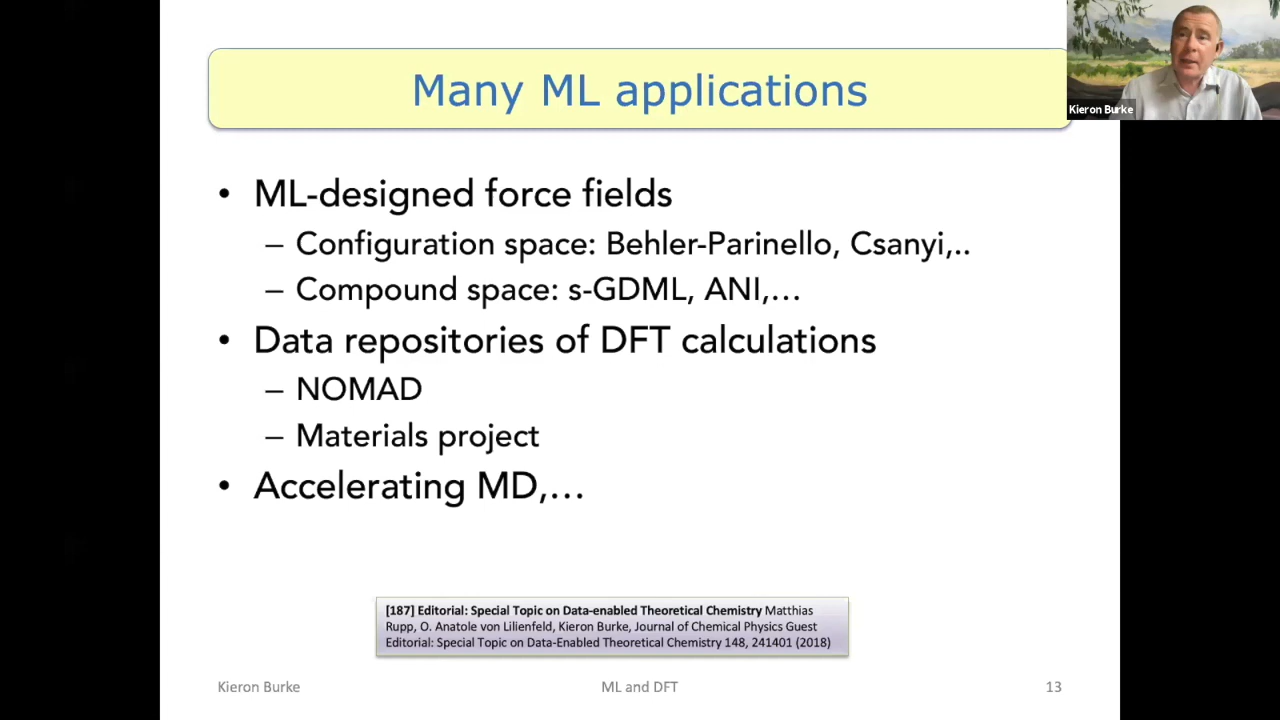 Many ML applications
Kieron Burke
• ML-designed force fields
– Configuration space: Behler-Parinello, Csanyi,..
– Compound space: s-GDML, ANI,…
• Data repositories of DFT calculations
– NOMAD
– Materials project
• Accelerating MD,…
[187] Editorial: Special Topic on Data-enabled Theoretical Chemistry Matthias
Rupp, O. Anatole von Lilienfeld, Kieron Burke, Journal of Chemical Physics Guest
Editorial: Special Topic on Data-Enabled Theoretical Chemistry 148, 241401 (2018)
Kieron Burke ML and DFT 13